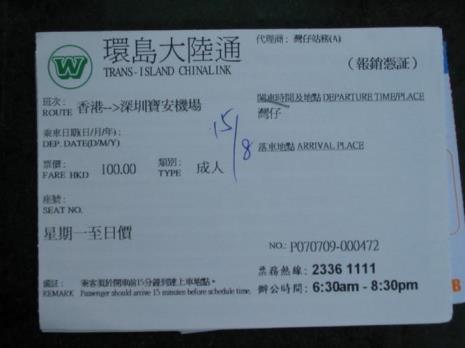 W
環島大陸通
TRANS-ISLAND CHINALINK
代理商: 灣仔站務(A)
(報銷憑証)
班次: ROUTE 香港-->深圳寶安機場
開車時間及地點 DEPARTURE TIME/PLACE
灣仔
乘車日期(日/月/年):
DEP. DATE(D/M/Y)
15/8
落車地點 ARRIVAL PLACE
票價: FARE HKD 100.00 類別: TYPE 成人
座號:
SEAT NO.
星期一至日價
NO.: P070709-000472
票務熱線: 2336 1111
辦公時間: 6:30am - 8:30pm
備註: 乘客須於開車前15分鐘到達上車地點。
REMARK Passenger should arrive 15 minutes before schedule time.
B